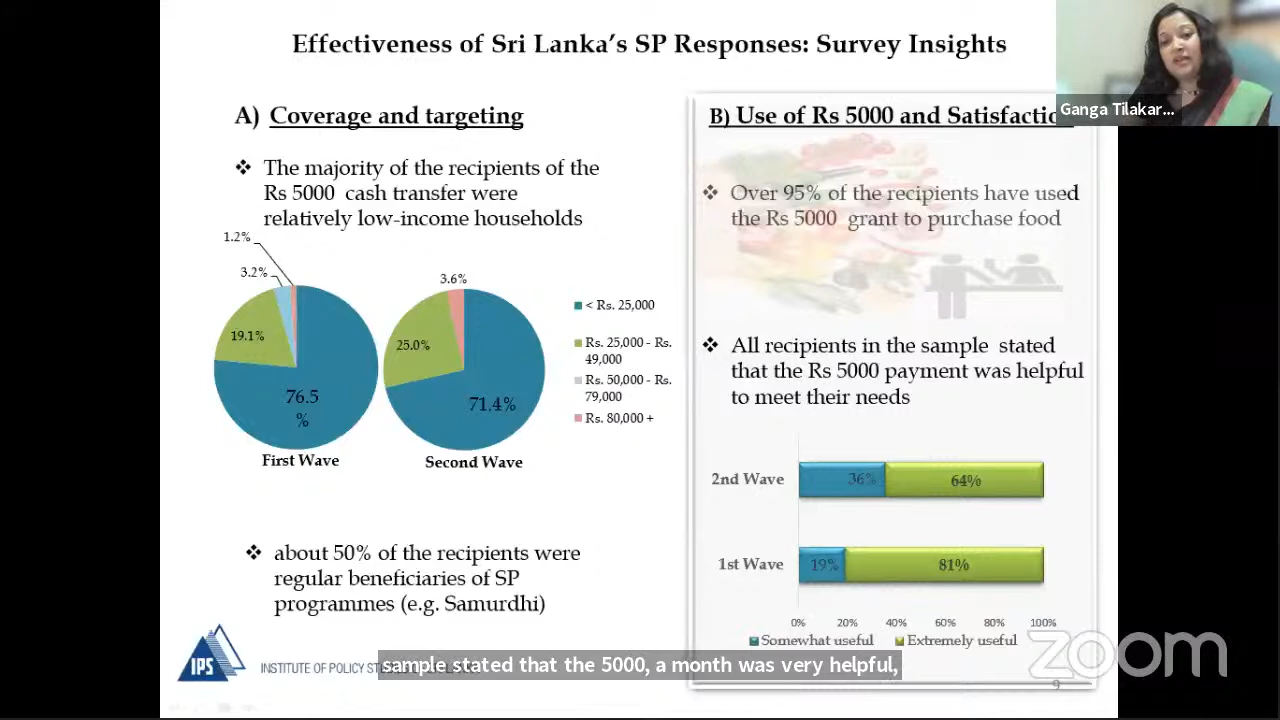 Effectiveness of Sri Lanka's SP Responses: Survey Insights
Ganga Tilakar...
A) Coverage and targeting
❖ The majority of the recipients of the
Rs 5000 cash transfer were
relatively low-income households
1.2%
3.2%
19.1%
76.5
%
First Wave
3.6%
25.0%
71.4%
Second Wave
< Rs. 25,000
Rs. 25,000 - Rs.
49,000
Rs. 50,000 - Rs.
79,000
Rs. 80,000 +
❖ about 50% of the recipients were
regular beneficiaries of SP
programmes (e.g. Samurdhi)
B) Use of Rs 5000 and
❖ Over 95% of the recipients have used
the Rs 5000 grant to purchase food
❖ All recipients in the sample stated
that the Rs 5000 payment was helpful
to meet their needs
2nd Wave
36%
64%
1st Wave
19%
81%
0% 20% 40% 60% 80% 100%
Somewhat useful Extremely useful
IPS
INSTITUTE OF POLICY
sample stated that the 5000, a month was very helpful,
zoom
9